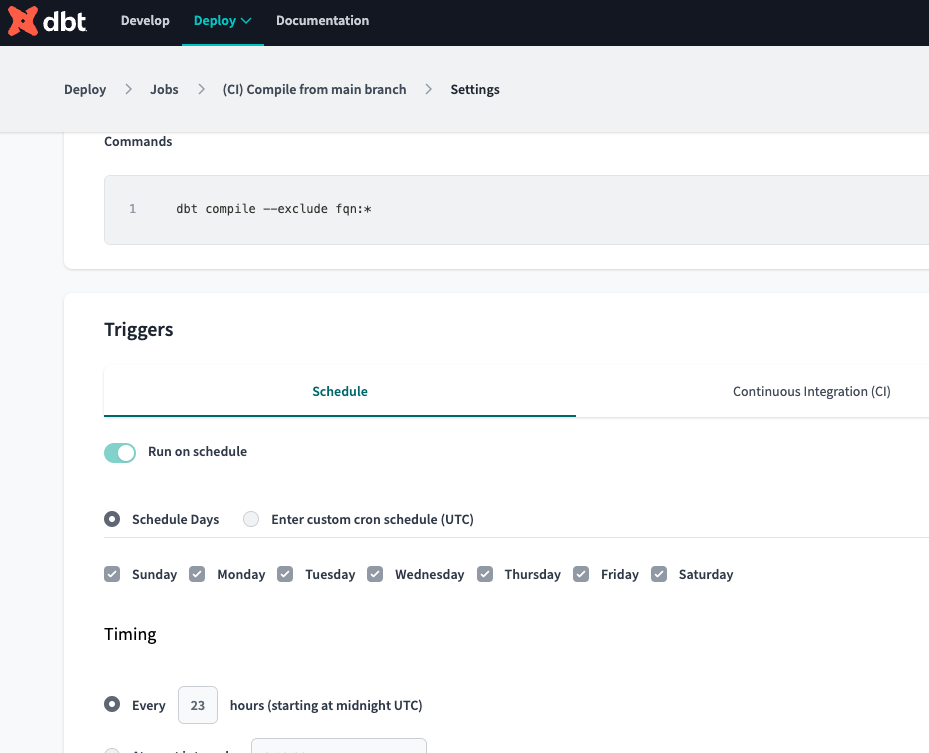 dbt Develop Deploy Documentation
Deploy > Jobs > (CI) Compile from main branch > Settings
Commands
1 dbt compile --exclude fqn:*
Triggers
Schedule Continuous Integration (CI)
Run on schedule
Schedule Days Enter custom cron schedule (UTC)
Sunday Monday Tuesday Wednesday Thursday Friday Saturday
Timing
Every 23 hours (starting at midnight UTC)